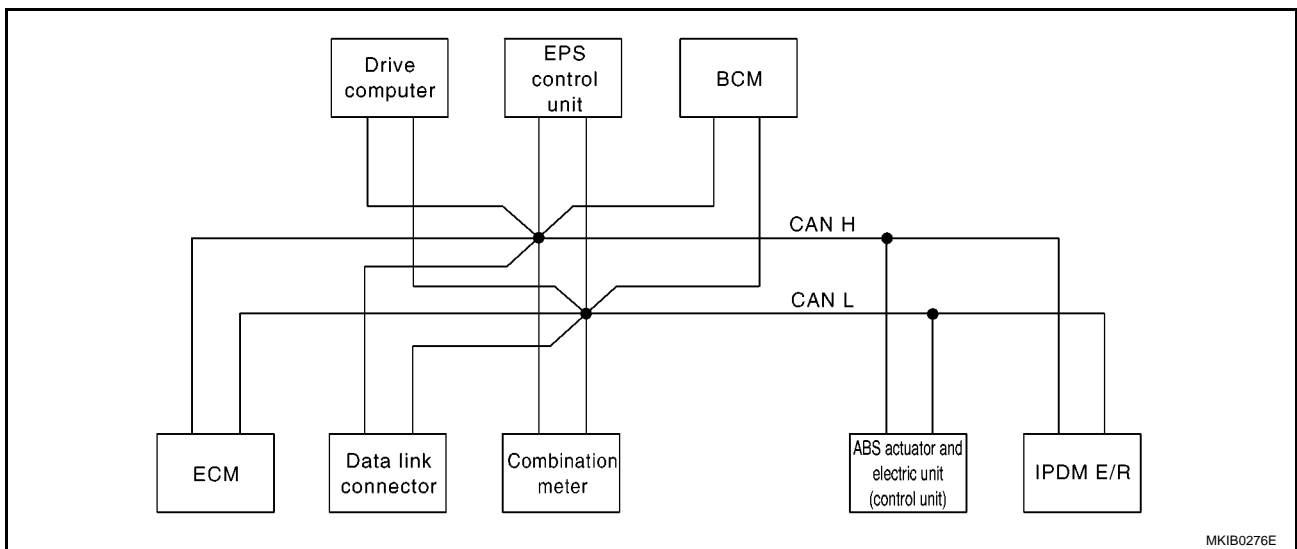 Drive
computer
EPS
control
unit
BCM
CAN H
CAN L
ECM
Data link
connector
Combination
meter
ABS actuator and
electric unit
(control unit)
IPDM E/R
MKIB0276E